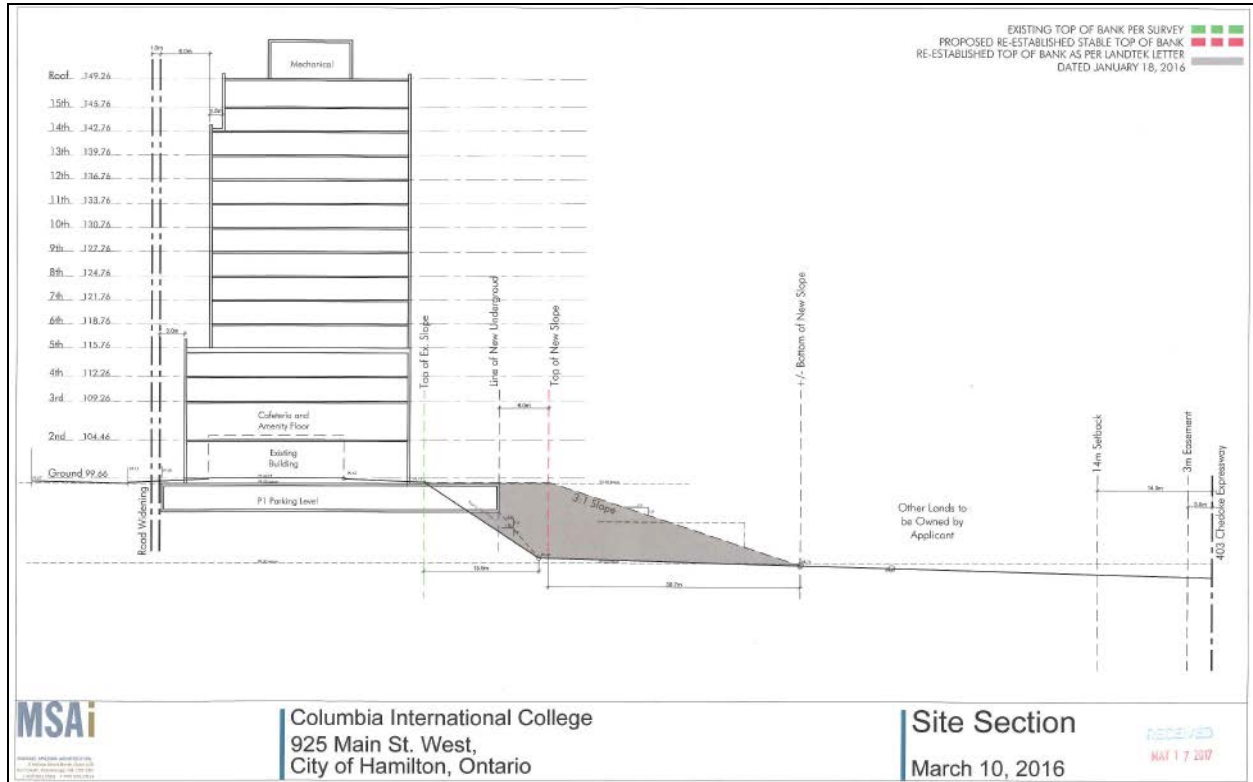 EXISTING TOP OF BANK PER SURVEY
PROPOSED RE-ESTABLISHED STABLE TOP OF BANK
RE-ESTABLISHED TOP OF BANK AS PER LANDTEK LETTER
DATED JANUARY 18, 2016
Mechanical
Roof 149.26
15th 145.76
14th 142.76
13th 139.76
12th 136.76
11th 133.76
10th 130.76
9th 127.76
8th 124.76
7th 121.76
6th 118.76
5th 115.76
4th 112.26
3rd 109.26
2nd 104.46
Ground 99.66
Cafeteria and
Amenity Floor
Existing
Building
P1 Parking Level
Road Widening
Top of Ex. Slope
Line of New Undergroud
Top of New Slope
+/- Bottom of New Slope
3:1 Slope
Other Lands to
be Owned by
Applicant
14m Setback
3m Easement
403 Chedoke Expressway
MSAi
Columbia International College
925 Main St. West,
City of Hamilton, Ontario
Site Section
March 10, 2016
RECEIVED
MAY 17 2017